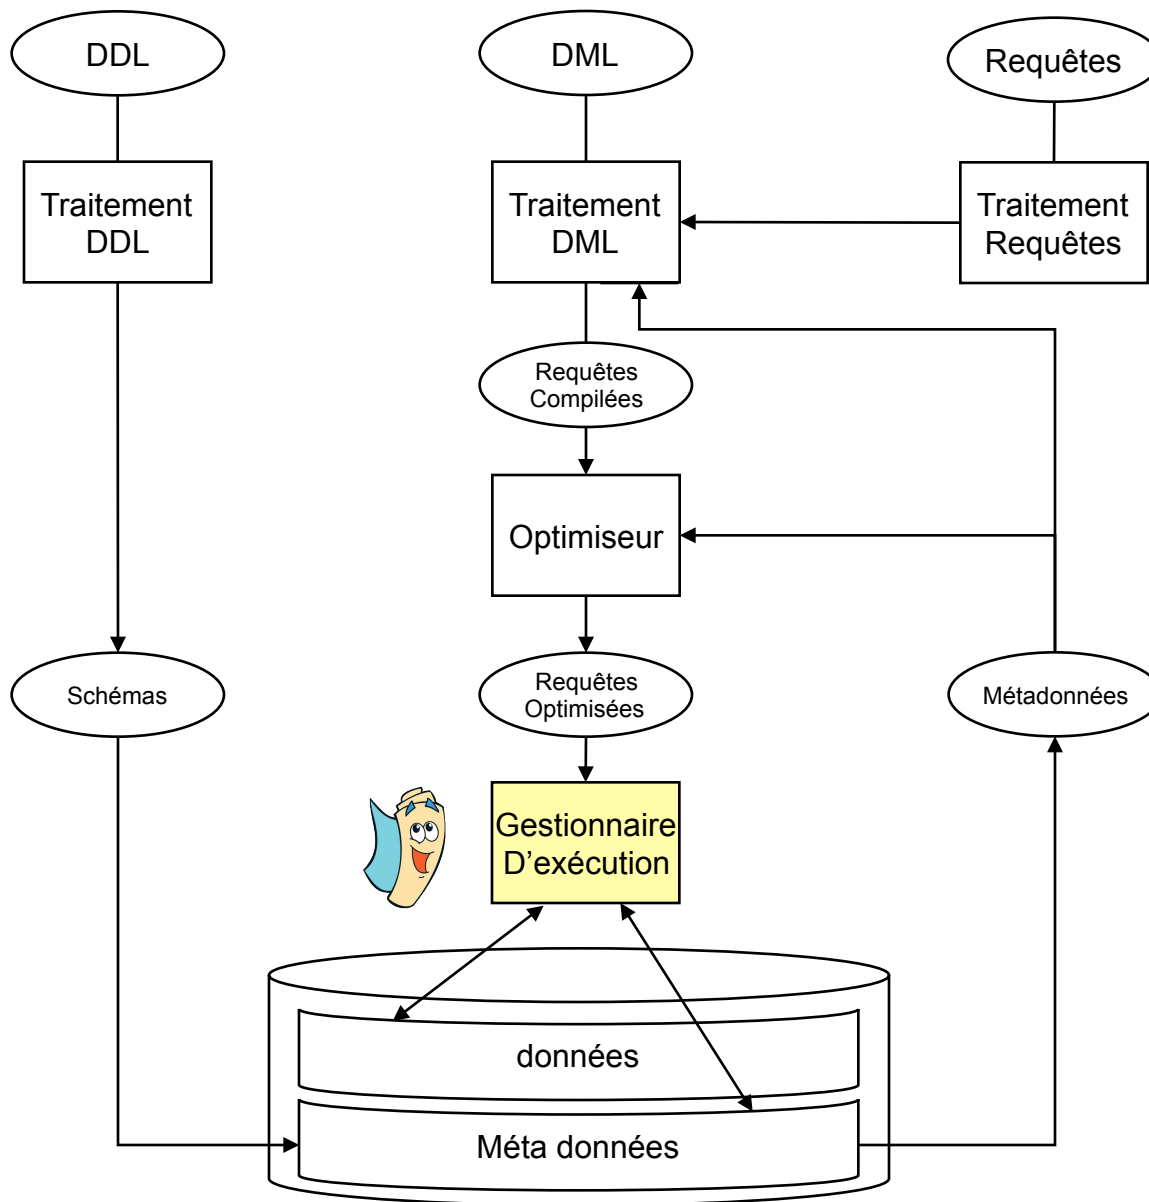 DDL
DML
Requêtes
Traitement
DDL
Traitement
DML
Traitement
Requêtes
Requêtes
Compilées
Optimiseur
Schémas
Requêtes
Optimisées
Métadonnées
Gestionnaire
D’exécution
données
Méta données